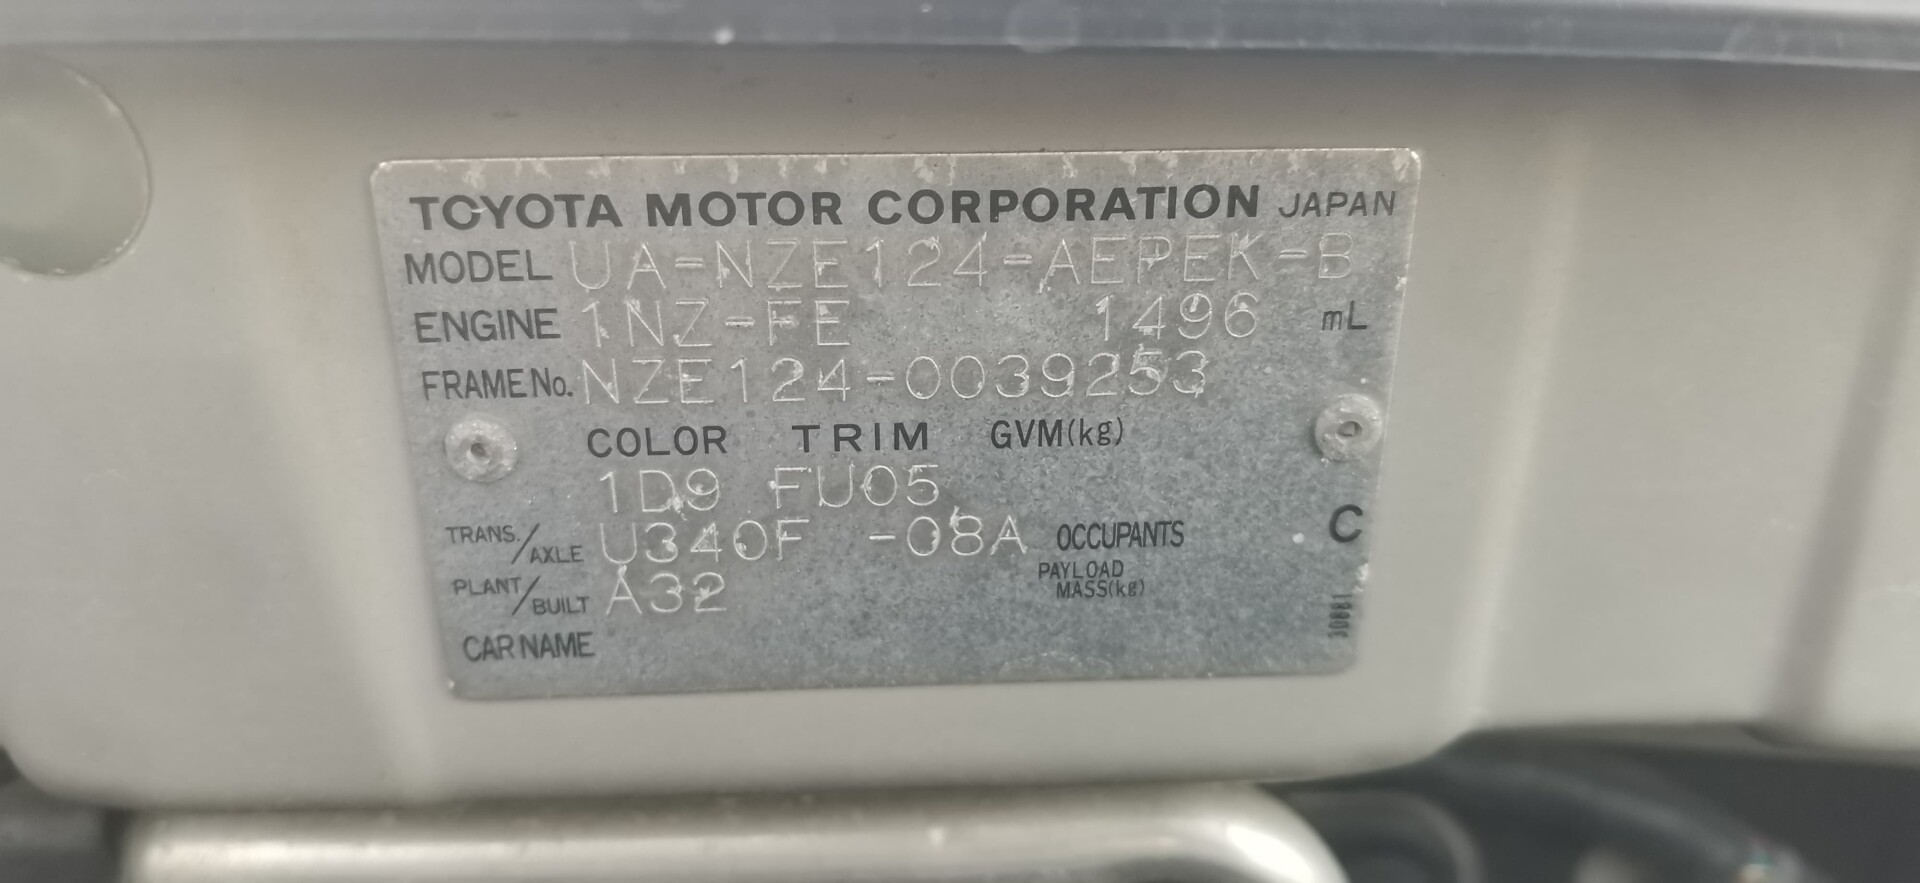 TOYOTA MOTOR CORPORATION JAPAN
MODEL UA-NZE124-AEPEK-B
ENGINE 1NZ-FE 1496 mL
FRAME No. NZE124-0039253
COLOR TRIM GVM(kg)
1D9 FU05
TRANS./AXLE U340F -08A OCCUPANTS C
PLANT/BUILT A32 PAYLOAD MASS(kg)
CAR NAME